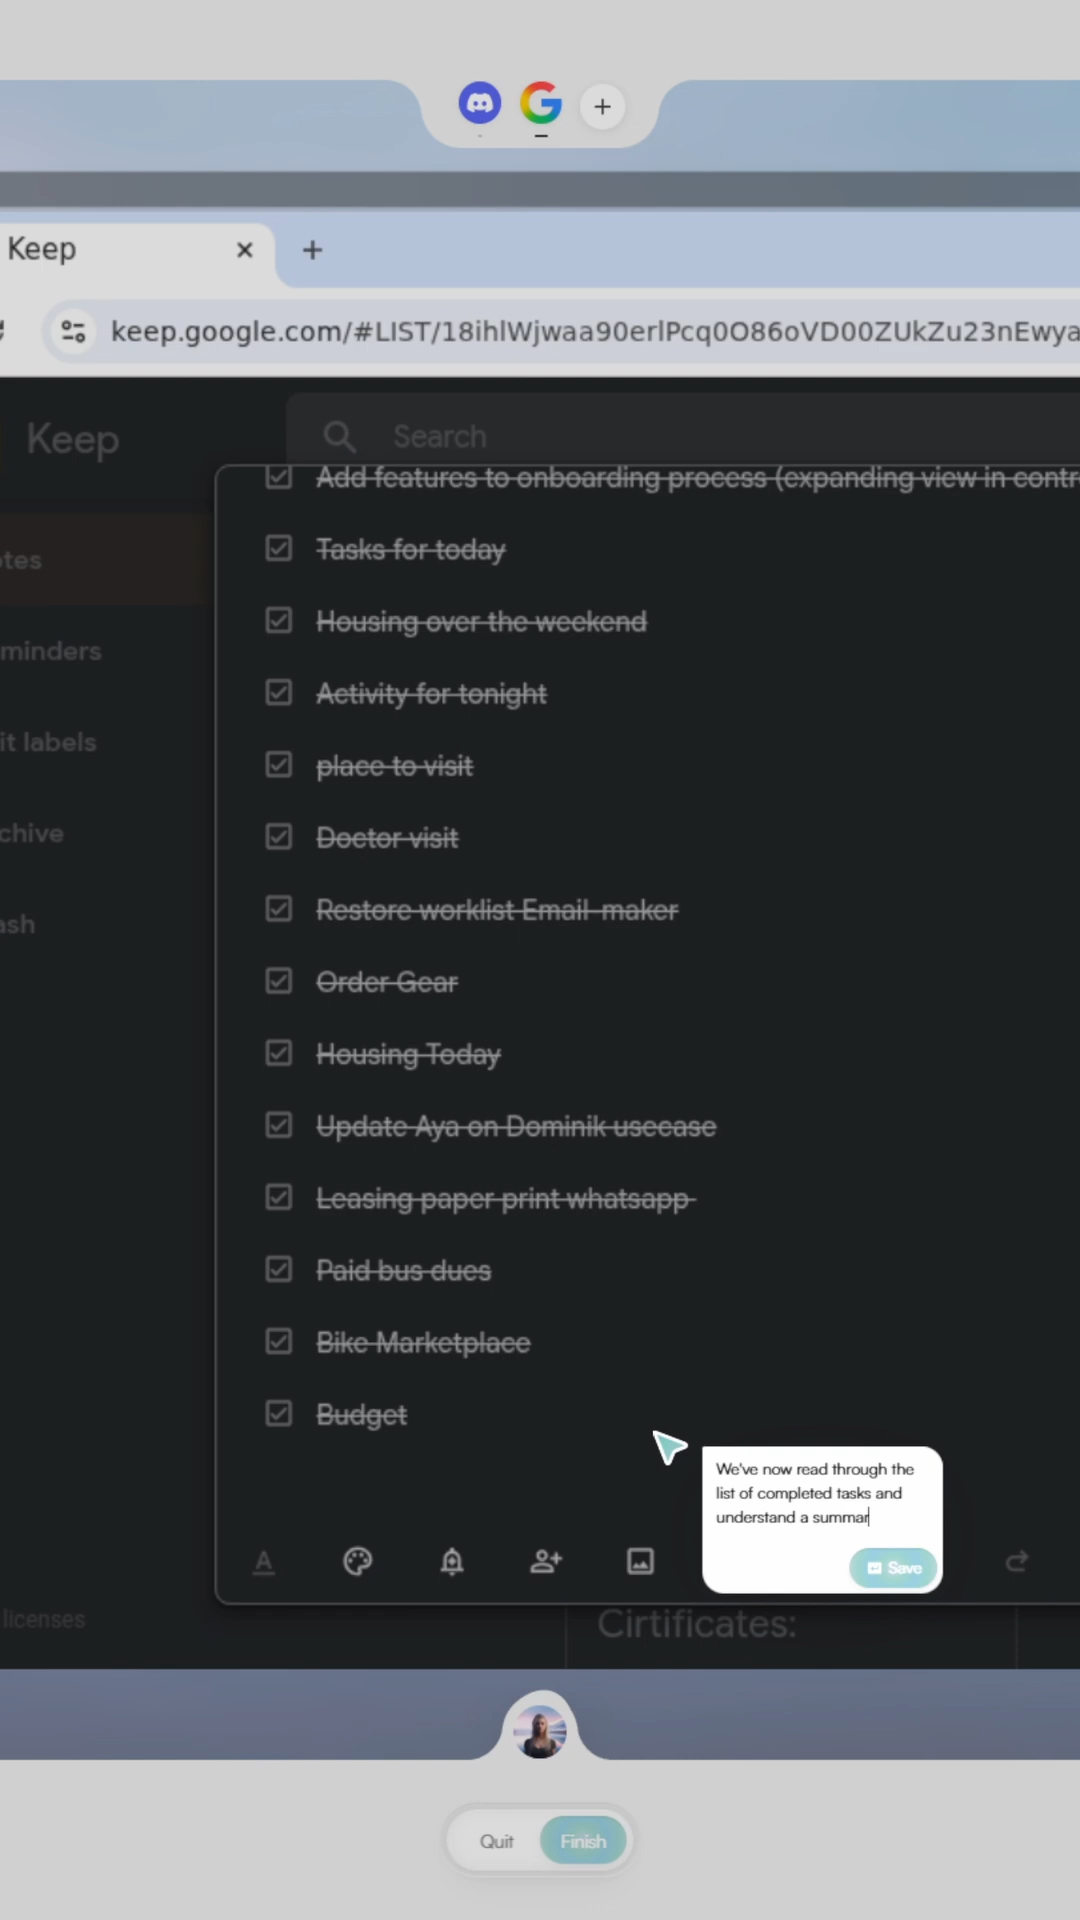 Keep
keep.google.com/#LIST/18ihlWjwaa90erlPcq0O86oVD00ZUkZu23nEwya
Keep
Search
Add features to onboarding process (expanding view in contr
otes
minders
it labels
chive
ash
Tasks for today
Housing over the weekend
Activity for tonight
place to visit
Doctor visit
Restore worklist Email-maker
Order Gear
Housing Today
Update Aya on Dominik usecase
Leasing paper print whatsapp
Paid bus dues
Bike Marketplace
Budget
We've now read through the
list of completed tasks and
understand a summar
Save
licenses
Cirtificates:
Quit
Finish